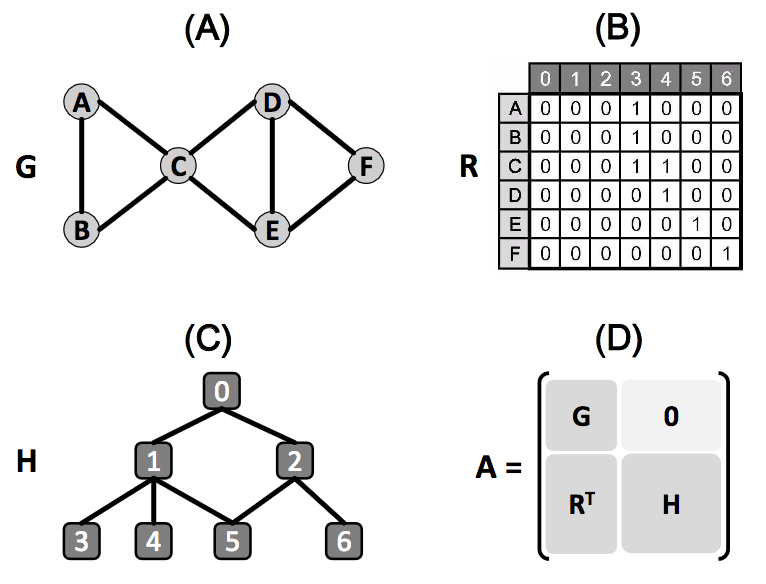 (A)
G
A
B
C
D
E
F
(B)
R
0 1 2 3 4 5 6
A 0 0 0 1 0 0 0
B 0 0 0 1 0 0 0
C 0 0 0 1 1 0 0
D 0 0 0 0 1 0 0
E 0 0 0 0 0 1 0
F 0 0 0 0 0 0 1
(C)
H
0
1 2
3 4 5 6
(D)
A =
G 0
Rᵀ H